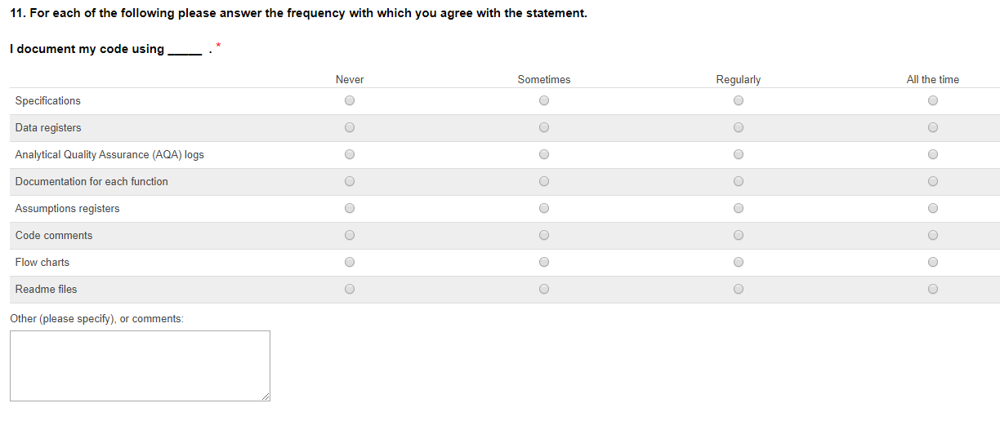 11. For each of the following please answer the frequency with which you agree with the statement.
I document my code using _____ . *
Never Sometimes Regularly All the time
Specifications
Data registers
Analytical Quality Assurance (AQA) logs
Documentation for each function
Assumptions registers
Code comments
Flow charts
Readme files
Other (please specify), or comments: